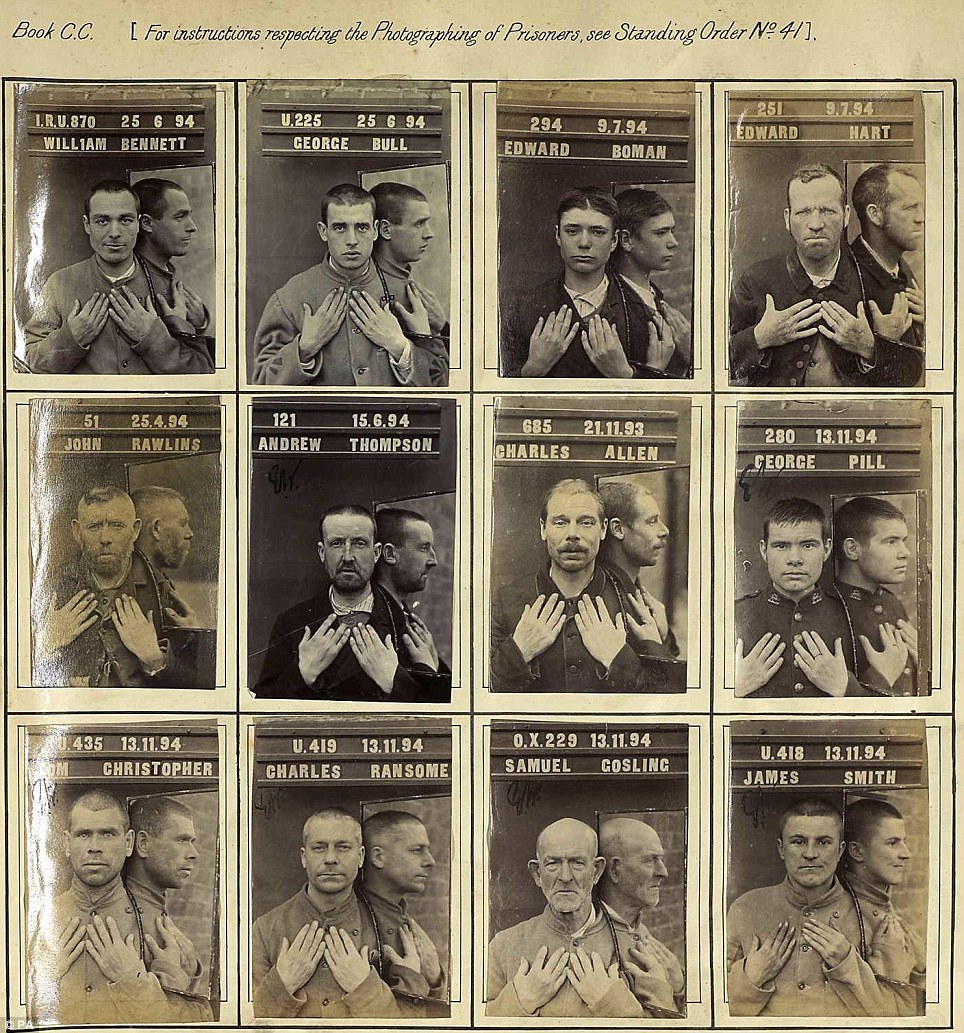 Book C.C. [ For instructions respecting the Photographing of Prisoners, see Standing Order Nº 41 ].
I.R.U.870 25 6 94
WILL1AM BENNETT
U.225 25 6 94
GEORGE BULL
294 9.7.94
EDWARD BOMAN
251 9.7.94
EDWARD HART
51 25.4.94
JOHN RAWLINS
121 15.6.94
ANDREW THOMPSON
685 21.11.93
CHARLES ALLEN
280 13.11.94
GEORGE PILL
U.435 13.11.94
CHRISTOPHER
U.419 13.11.94
CHARLES RANSOME
O.X.229 13.11.94
SAMUEL GOSLING
U.418 13.11.94
JAMES SMITH
© PA